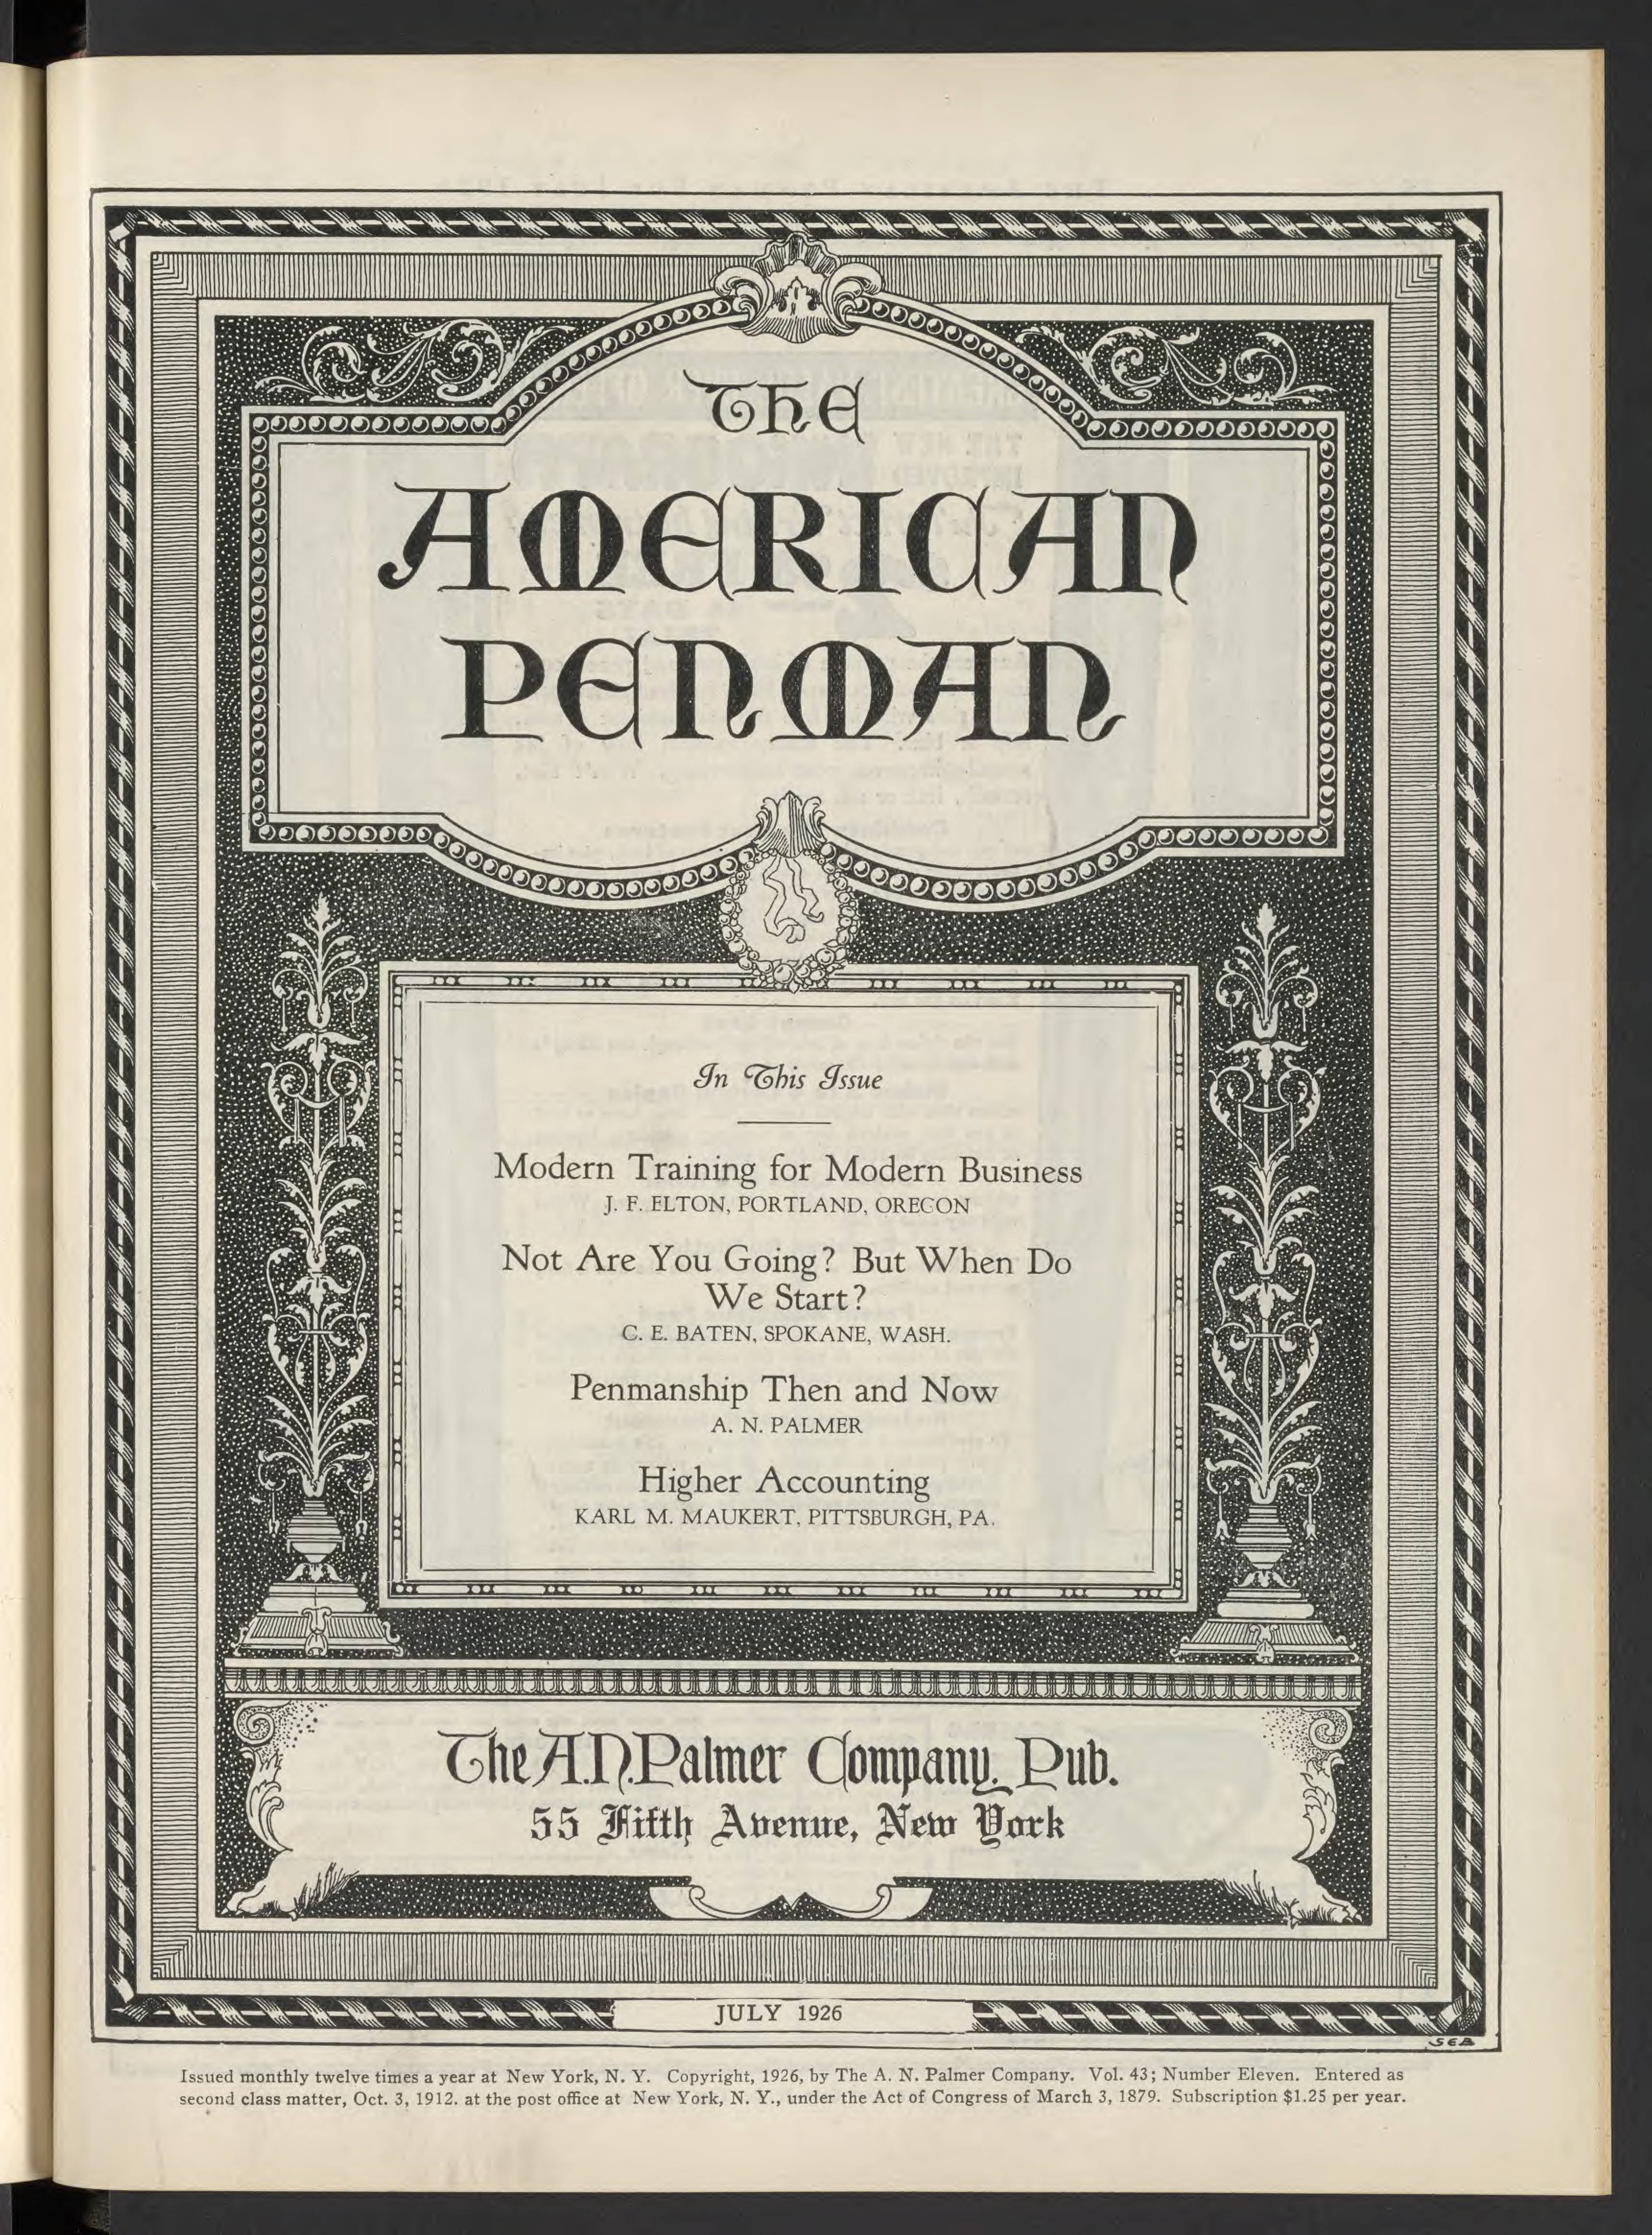 The
American
Penman
In This Issue
Modern Training for Modern Business
J. F. ELTON, PORTLAND, OREGON
Not Are You Going? But When Do
We Start?
C. E. BATEN, SPOKANE, WASH.
Penmanship Then and Now
A. N. PALMER
Higher Accounting
KARL M. MAUKERT, PITTSBURGH, PA.
The A. N. Palmer Company, Pub.
55 Fifth Avenue, New York
JULY 1926
SEB
Issued monthly twelve times a year at New York, N. Y. Copyright, 1926, by The A. N. Palmer Company. Vol. 43; Number Eleven. Entered as
second class matter, Oct. 3, 1912. at the post office at New York, N. Y., under the Act of Congress of March 3, 1879. Subscription $1.25 per year.